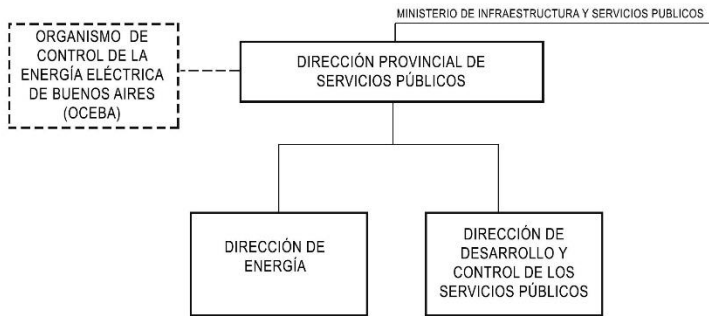 MINISTERIO DE INFRAESTRUCTURA Y SERVICIOS PUBLICOS
ORGANISMO DE
CONTROL DE LA
ENERGÍA ELÉCTRICA
DE BUENOS AIRES
(OCEBA)
DIRECCIÓN PROVINCIAL DE
SERVICIOS PÚBLICOS
DIRECCIÓN DE
ENERGÍA
DIRECCIÓN DE
DESARROLLO Y
CONTROL DE LOS
SERVICIOS PÚBLICOS